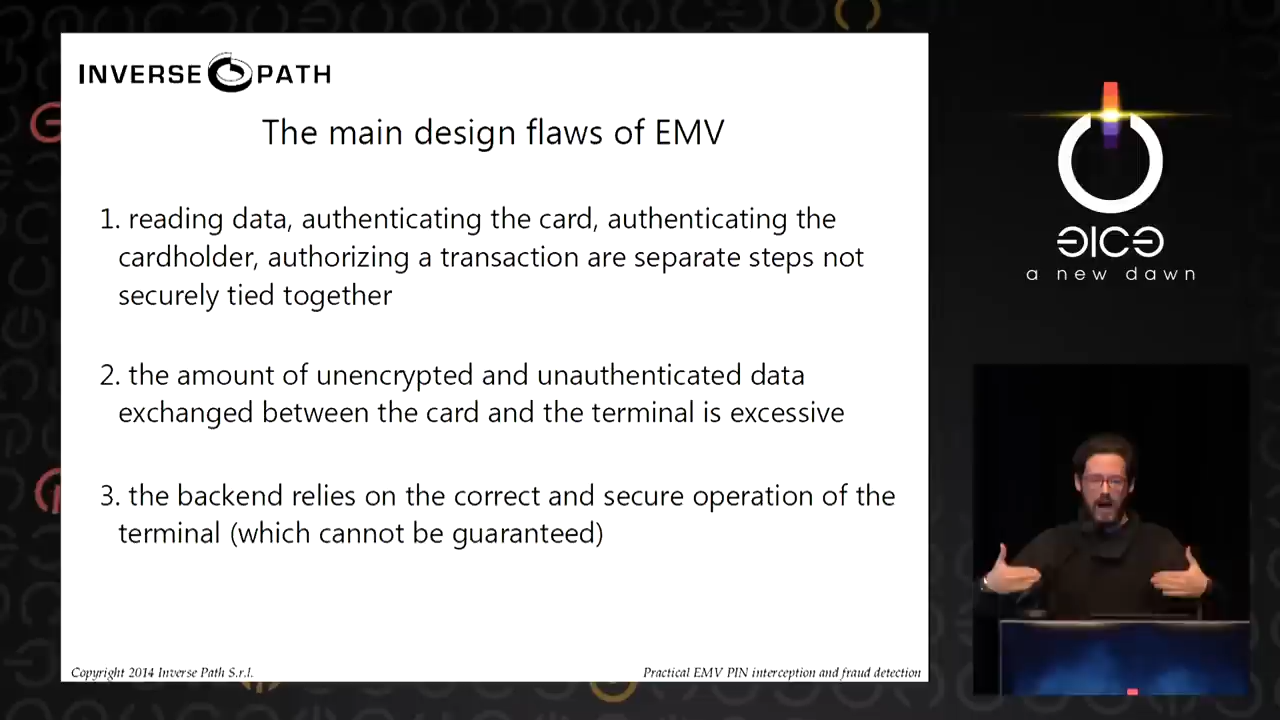 INVERSE PATH
The main design flaws of EMV
1. reading data, authenticating the card, authenticating the
cardholder, authorizing a transaction are separate steps not
securely tied together
2. the amount of unencrypted and unauthenticated data
exchanged between the card and the terminal is excessive
3. the backend relies on the correct and secure operation of the
terminal (which cannot be guaranteed)
Copyright 2014 Inverse Path S.r.l.
Practical EMV PIN interception and fraud detection
a new dawn